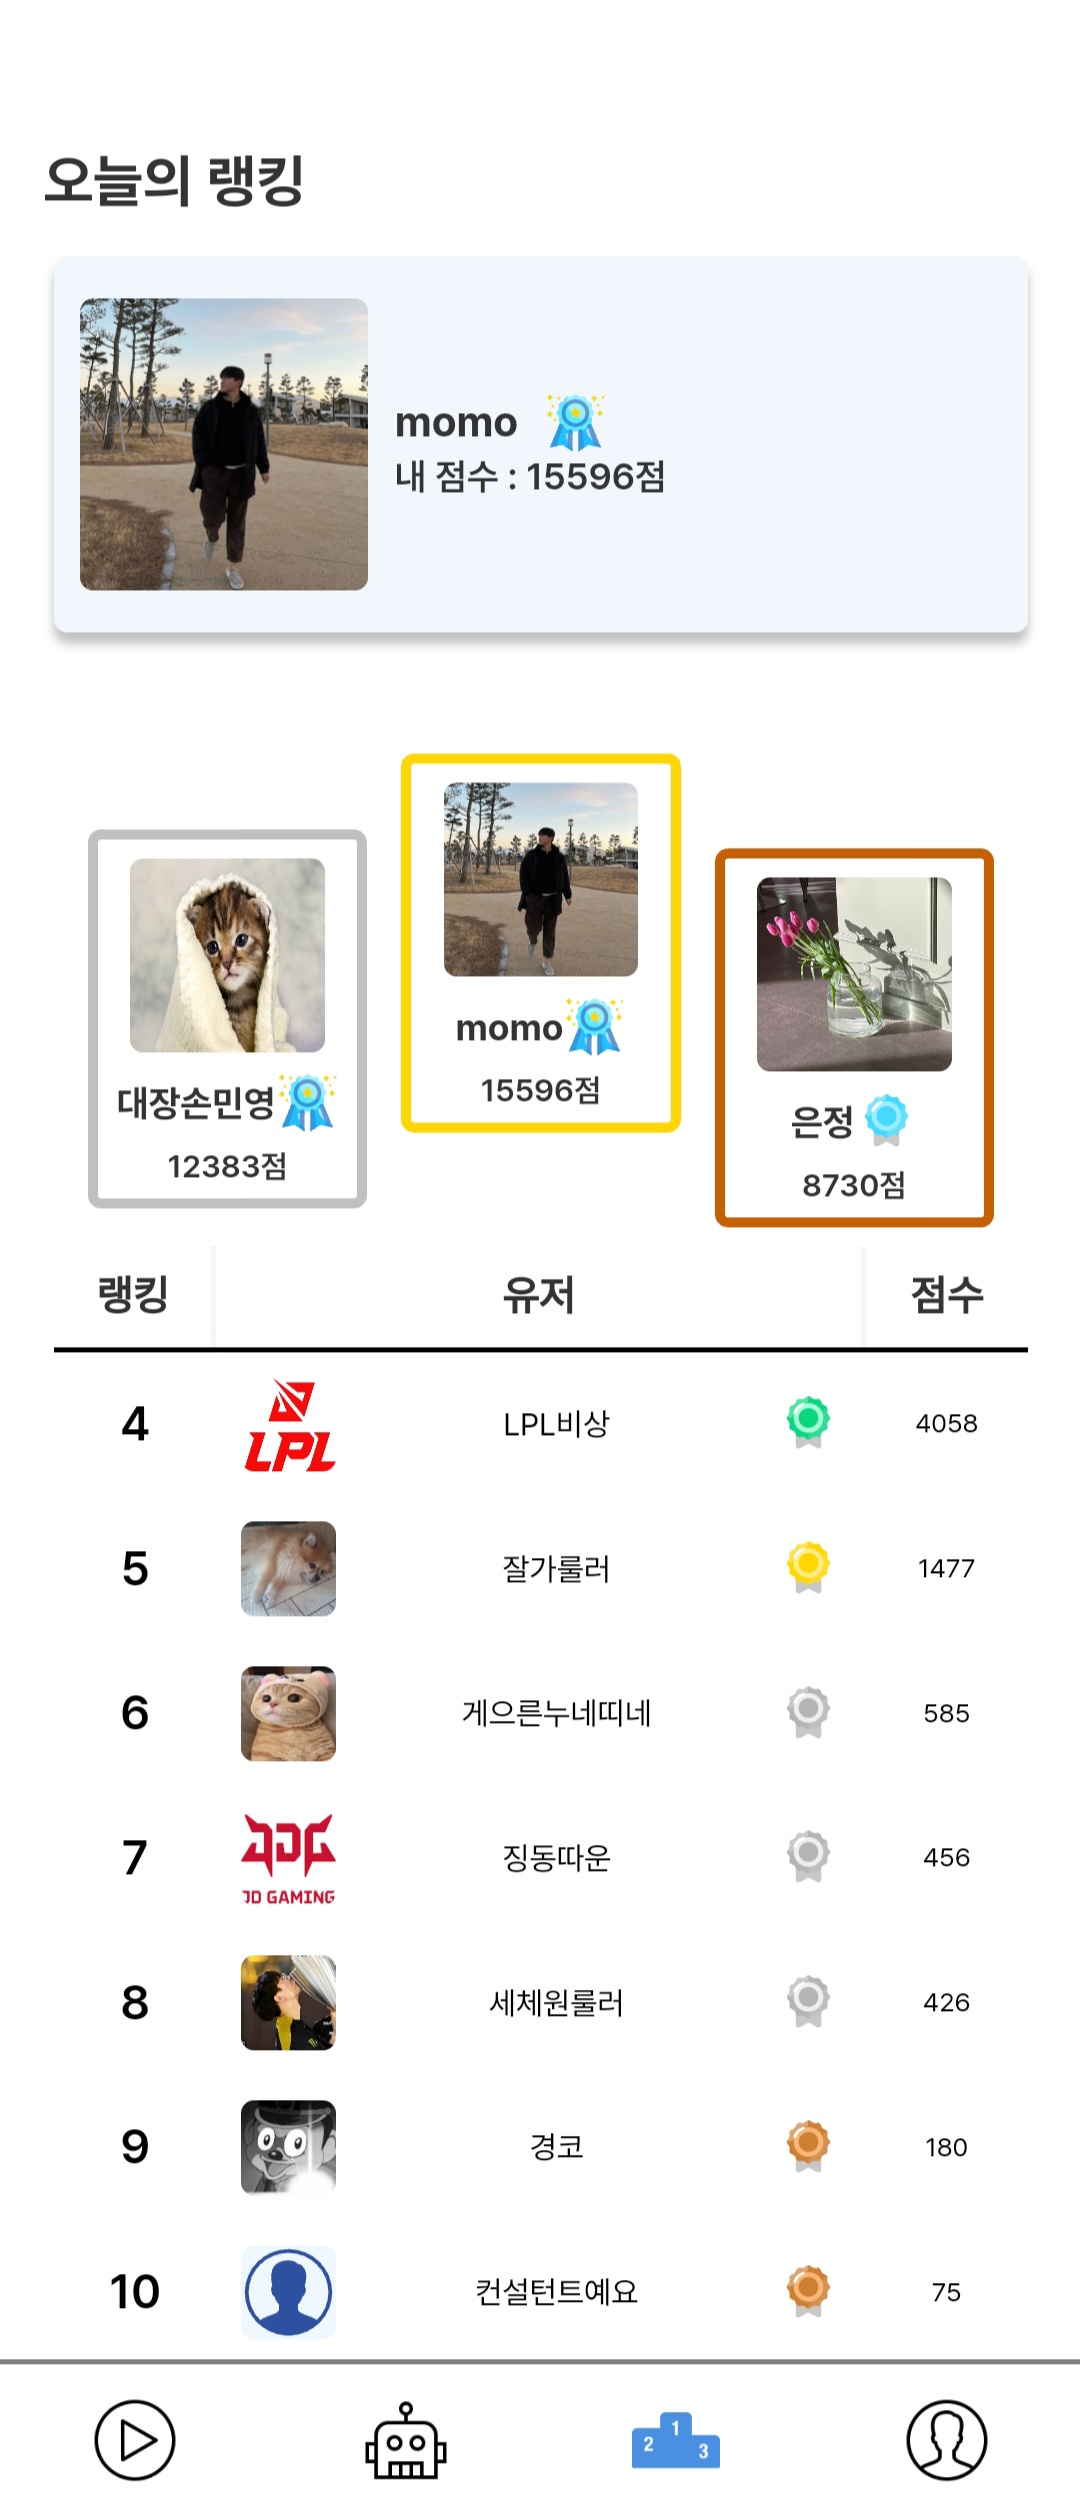 오늘의 랭킹
momo
내 점수 : 15596점
momo
15596점
대장손민영
12383점
은정
8730점
랭킹 유저 점수
4 LPL LPL비상 4058
5 잘가룰러 1477
6 게으른누네띠네 585
7 JDG JD GAMING 징동따운 456
8 세체원룰러 426
9 경코 180
10 컨설턴트예요 75
1
2
3